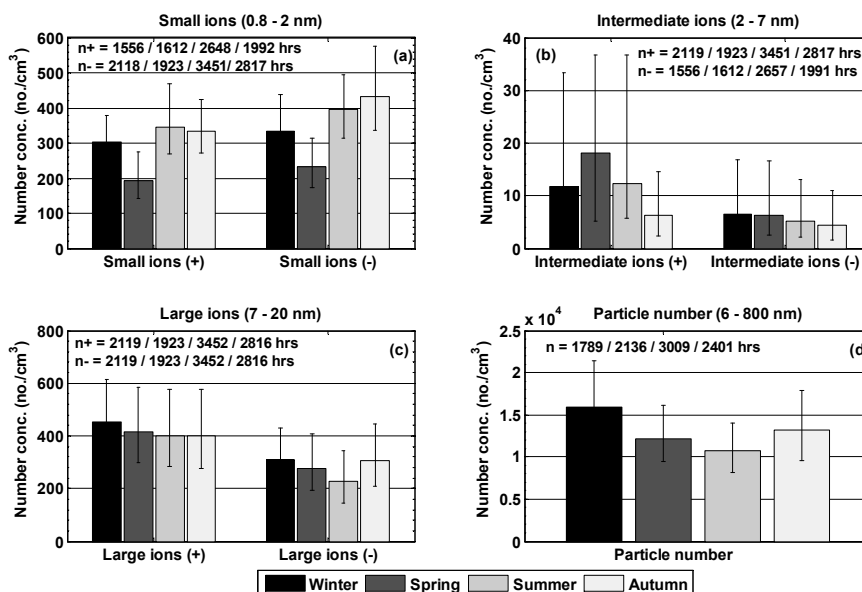 Small ions (0.8 - 2 nm)
n+ = 1556 / 1612 / 2648 / 1992 hrs
n- = 2118 / 1923 / 3451/ 2817 hrs
(a)
600
500
400
300
200
100
0
Number conc. (no./cm³)
Small ions (+) Small ions (-)
Intermediate ions (2 - 7 nm)
(b)
n+ = 2119 / 1923 / 3451 / 2817 hrs
n- = 1556 / 1612 / 2657 / 1991 hrs
40
30
20
10
0
Number conc. (no./cm³)
Intermediate ions (+) Intermediate ions (-)
Large ions (7 - 20 nm)
n+ = 2119 / 1923 / 3452 / 2816 hrs
n- = 2119 / 1923 / 3452 / 2816 hrs
(c)
800
600
400
200
0
Number conc. (no./cm³)
Large ions (+) Large ions (-)
Particle number (6 - 800 nm)
x 10⁴
n = 1789 / 2136 / 3009 / 2401 hrs
(d
2.5
2
1.5
1
0.5
0
Number conc. (no./cm³)
Particle number
Winter Spring Summer Autumn